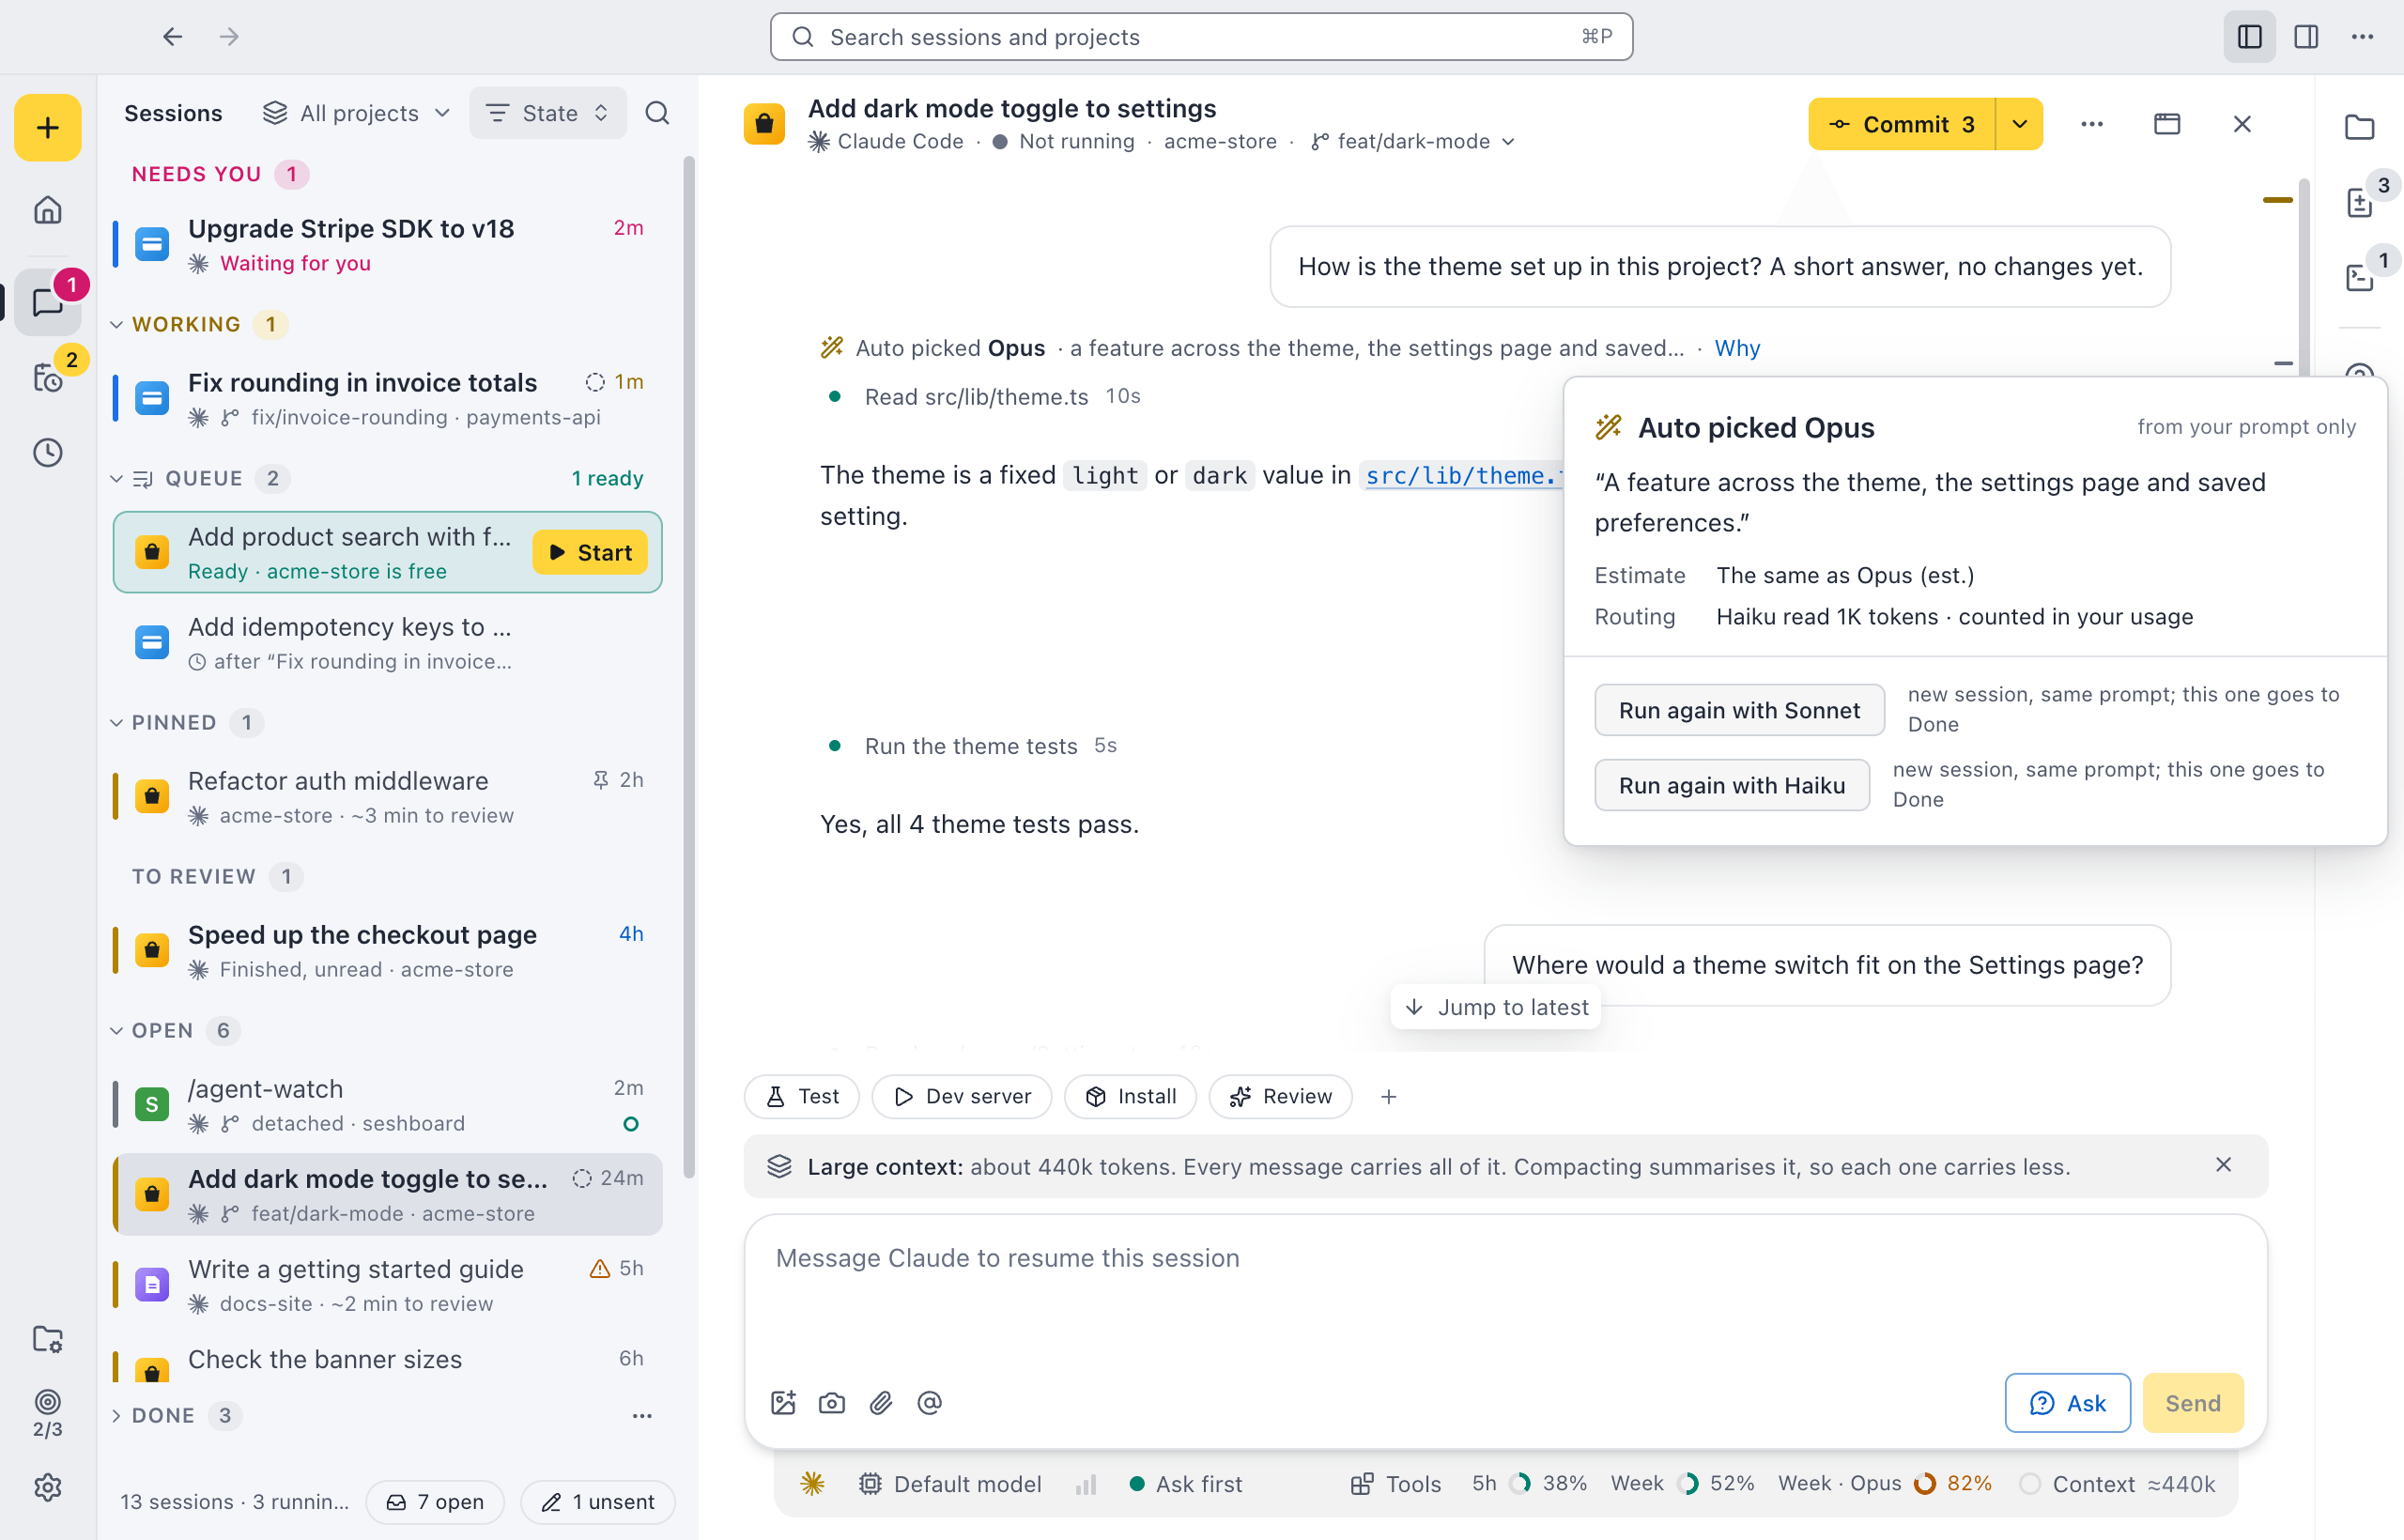 Search sessions and projects
⌘P
Sessions
All projects
State
NEEDS YOU 1
Upgrade Stripe SDK to v18
2m
Waiting for you
WORKING 1
Fix rounding in invoice totals
1m
fix/invoice-rounding · payments-api
QUEUE 2
1 ready
Add product search with f...
Ready · acme-store is free
Start
Add idempotency keys to ...
after “Fix rounding in invoice...
PINNED 1
Refactor auth middleware
2h
acme-store · ~3 min to review
TO REVIEW 1
Speed up the checkout page
4h
Finished, unread · acme-store
OPEN 6
S
/agent-watch
2m
detached · seshboard
Add dark mode toggle to se...
24m
feat/dark-mode · acme-store
Write a getting started guide
5h
docs-site · ~2 min to review
Check the banner sizes
6h
DONE 3
13 sessions · 3 runnin...
7 open
1 unsent
1
2
2/3
Add dark mode toggle to settings
Claude Code · Not running · acme-store · feat/dark-mode
Commit 3
3
1
How is the theme set up in this project? A short answer, no changes yet.
Auto picked Opus · a feature across the theme, the settings page and saved... · Why
Read src/lib/theme.ts 10s
The theme is a fixed light or dark value in src/lib/theme.
setting.
Run the theme tests 5s
Yes, all 4 theme tests pass.
Auto picked Opus
from your prompt only
“A feature across the theme, the settings page and saved
preferences.”
Estimate The same as Opus (est.)
Routing Haiku read 1K tokens · counted in your usage
Run again with Sonnet
new session, same prompt; this one goes to
Done
Run again with Haiku
new session, same prompt; this one goes to
Done
Where would a theme switch fit on the Settings page?
Jump to latest
Test
Dev server
Install
Review
Large context: about 440k tokens. Every message carries all of it. Compacting summarises it, so each one carries less.
Message Claude to resume this session
Ask
Send
Default model
Ask first
Tools
5h 38%
Week 52%
Week · Opus 82%
Context ≈440k